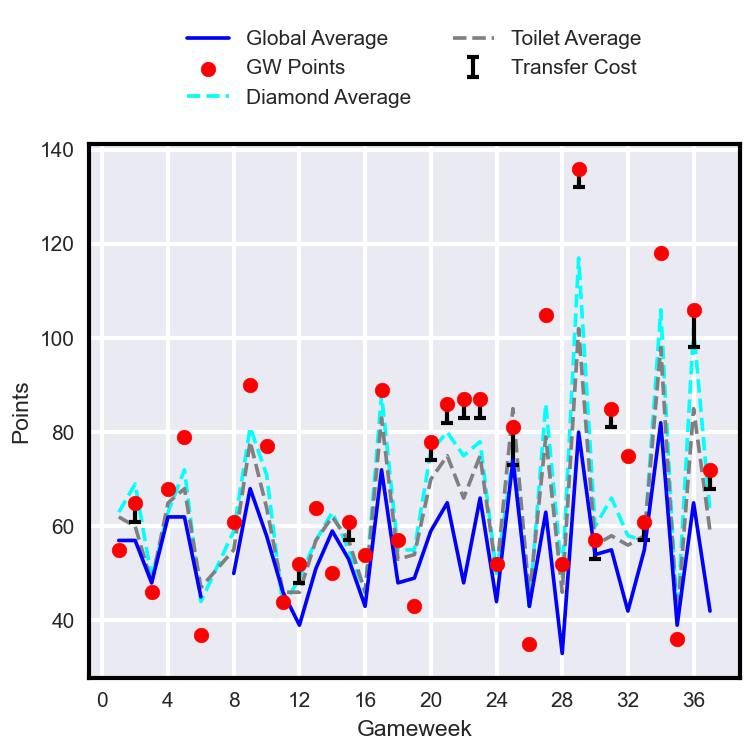 Global Average
GW Points
Diamond Average
Toilet Average
Transfer Cost
140
120
100
80
60
40
Points
0 4 8 12 16 20 24 28 32 36
Gameweek